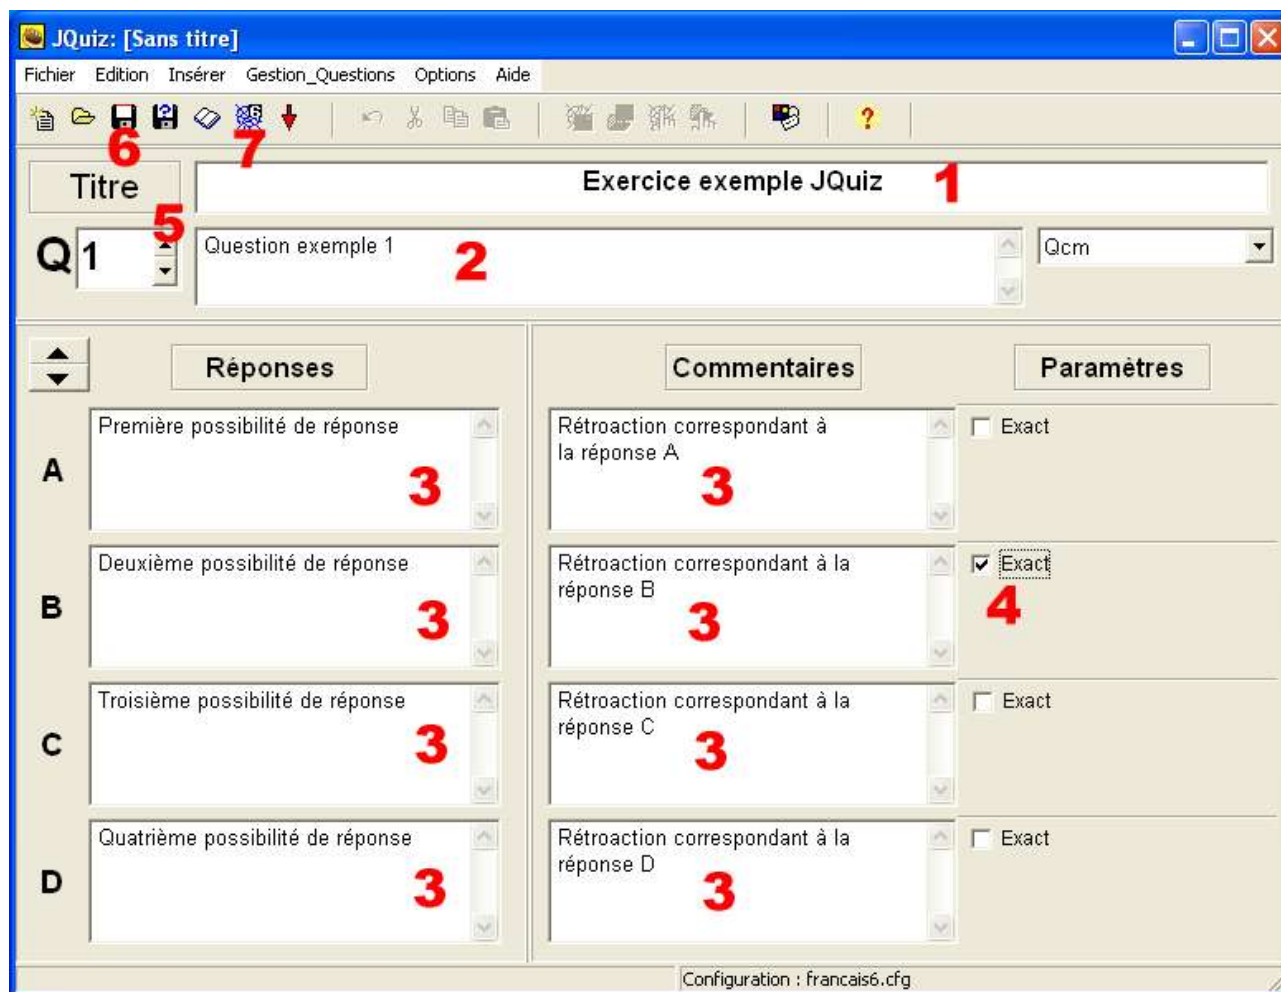 JQuiz: [Sans titre]
Fichier Edition Insérer Gestion_Questions Options Aide
6 7
Titre Exercice exemple JQuiz 1
5
Q 1 Question exemple 1 2 Qcm
Réponses Commentaires Paramètres
A Première possibilité de réponse 3
Rétroaction correspondant à
la réponse A 3
Exact
B Deuxième possibilité de réponse 3
Rétroaction correspondant à la
réponse B 3
Exact 4
C Troisième possibilité de réponse 3
Rétroaction correspondant à la
réponse C 3
Exact
D Quatrième possibilité de réponse 3
Rétroaction correspondant à la
réponse D 3
Exact
Configuration : francais6.cfg